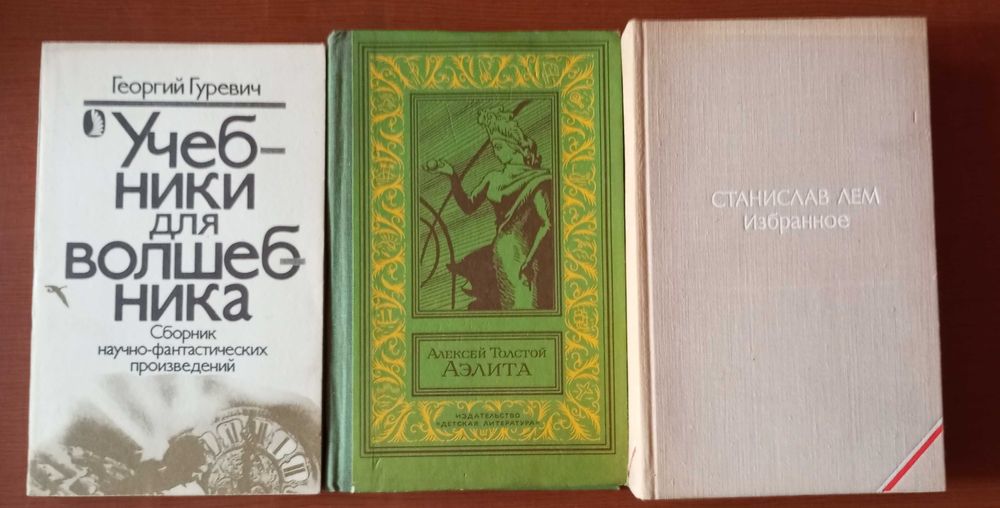 Георгий Гуревич
Учеб-
ники
для
волшеб-
ника
Сборник
научно-фантастических
произведений
Алексей Толстой
Аэлита
ИЗДАТЕЛЬСТВО
«ДЕТСКАЯ ЛИТЕРАТУРА»
СТАНИСЛАВ ЛЕМ
Избранное